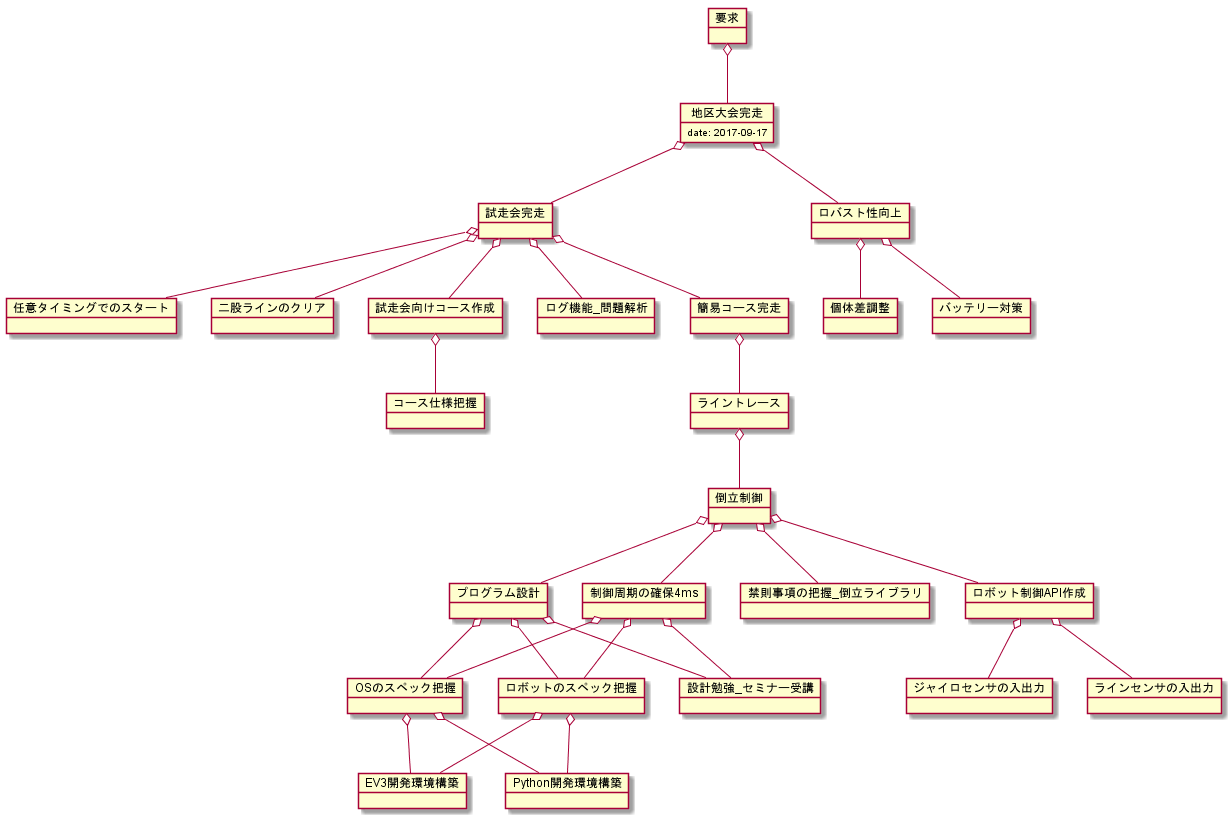 要求
地区大会完走
date: 2017-09-17
試走会完走
ロバスト性向上
任意タイミングでのスタート
二股ラインのクリア
試走会向けコース作成
ログ機能_問題解析
簡易コース完走
個体差調整
バッテリー対策
コース仕様把握
ライントレース
倒立制御
プログラム設計
制御周期の確保4ms
禁則事項の把握_倒立ライブラリ
ロボット制御API作成
OSのスペック把握
ロボットのスペック把握
設計勉強_セミナー受講
ジャイロセンサの入出力
ラインセンサの入出力
EV3開発環境構築
Python開発環境構築